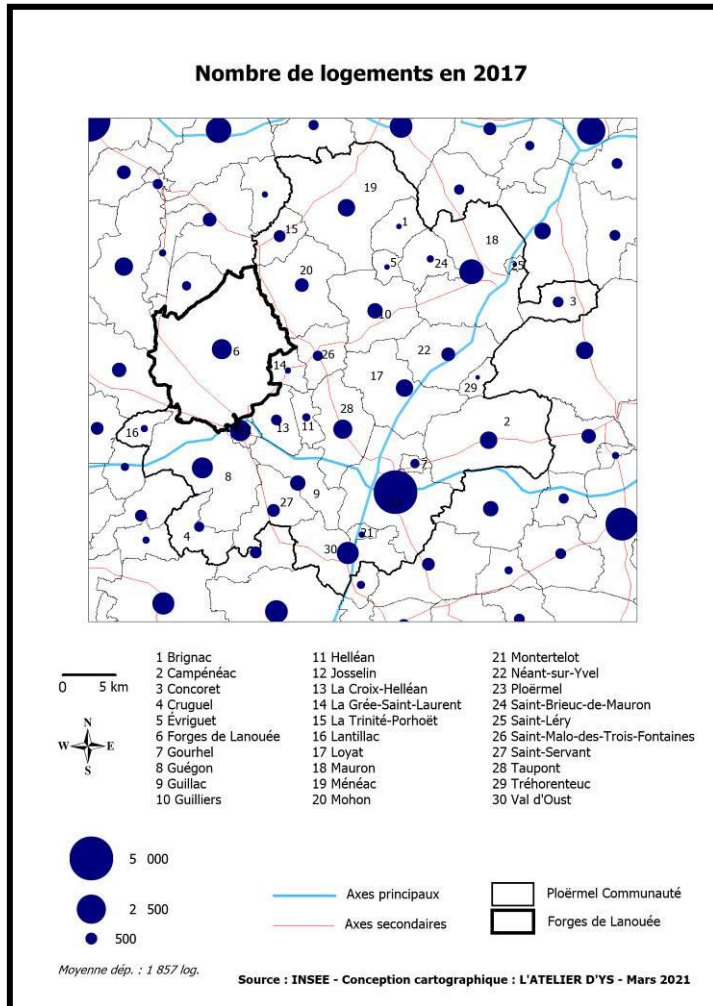 Nombre de logements en 2017
19
1
15
18
5
24
25
20
3
10
6
26
22
14
17
29
16
13
11
28
2
7
8
9
27
4
21
30
0 5 km
N
W E
S
1 Brignac
2 Campénéac
3 Concoret
4 Cruguel
5 Évriguet
6 Forges de Lanouée
7 Gourhel
8 Guégon
9 Guillac
10 Guilliers
11 Helléan
12 Josselin
13 La Croix-Helléan
14 La Grée-Saint-Laurent
15 La Trinité-Porhoët
16 Lantillac
17 Loyat
18 Mauron
19 Ménéac
20 Mohon
21 Montertelot
22 Néant-sur-Yvel
23 Ploërmel
24 Saint-Brieuc-de-Mauron
25 Saint-Léry
26 Saint-Malo-des-Trois-Fontaines
27 Saint-Servant
28 Taupont
29 Tréhorenteuc
30 Val d'Oust
5 000
2 500
500
Axes principaux
Axes secondaires
Ploërmel Communauté
Forges de Lanouée
Moyenne dép. : 1 857 log.
Source : INSEE - Conception cartographique : L'ATELIER D'YS - Mars 2021